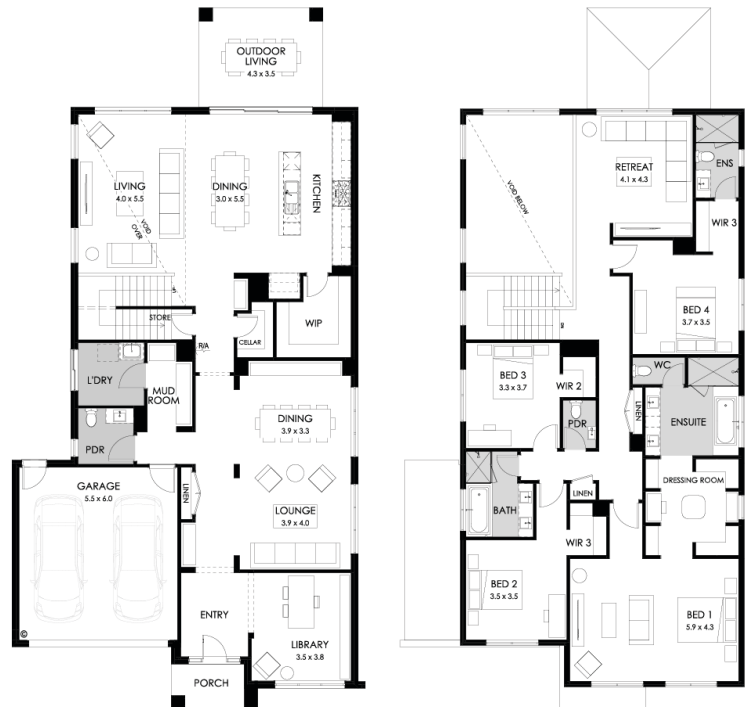 OUTDOOR
LIVING
4.3 x 3.5
LIVING
4.0 x 5.5
DINING
3.0 x 5.5
KITCHEN
VOID
OVER
STORE
R/A
CELLAR
WIP
L'DRY
MUD
ROOM
PDR
DINING
3.9 x 3.3
GARAGE
5.5 x 6.0
LINEN
LOUNGE
3.9 x 4.0
ENTRY
LIBRARY
3.5 x 3.8
PORCH
©
RETREAT
4.1 x 4.3
ENS
VOID BELOW
WIR 3
BED 4
3.7 x 3.5
BED 3
3.3 x 3.7
WIR 2
WC
PDR
LINEN
ENSUITE
BATH
LINEN
DRESSING ROOM
WIR 3
BED 2
3.5 x 3.5
BED 1
5.9 x 4.3